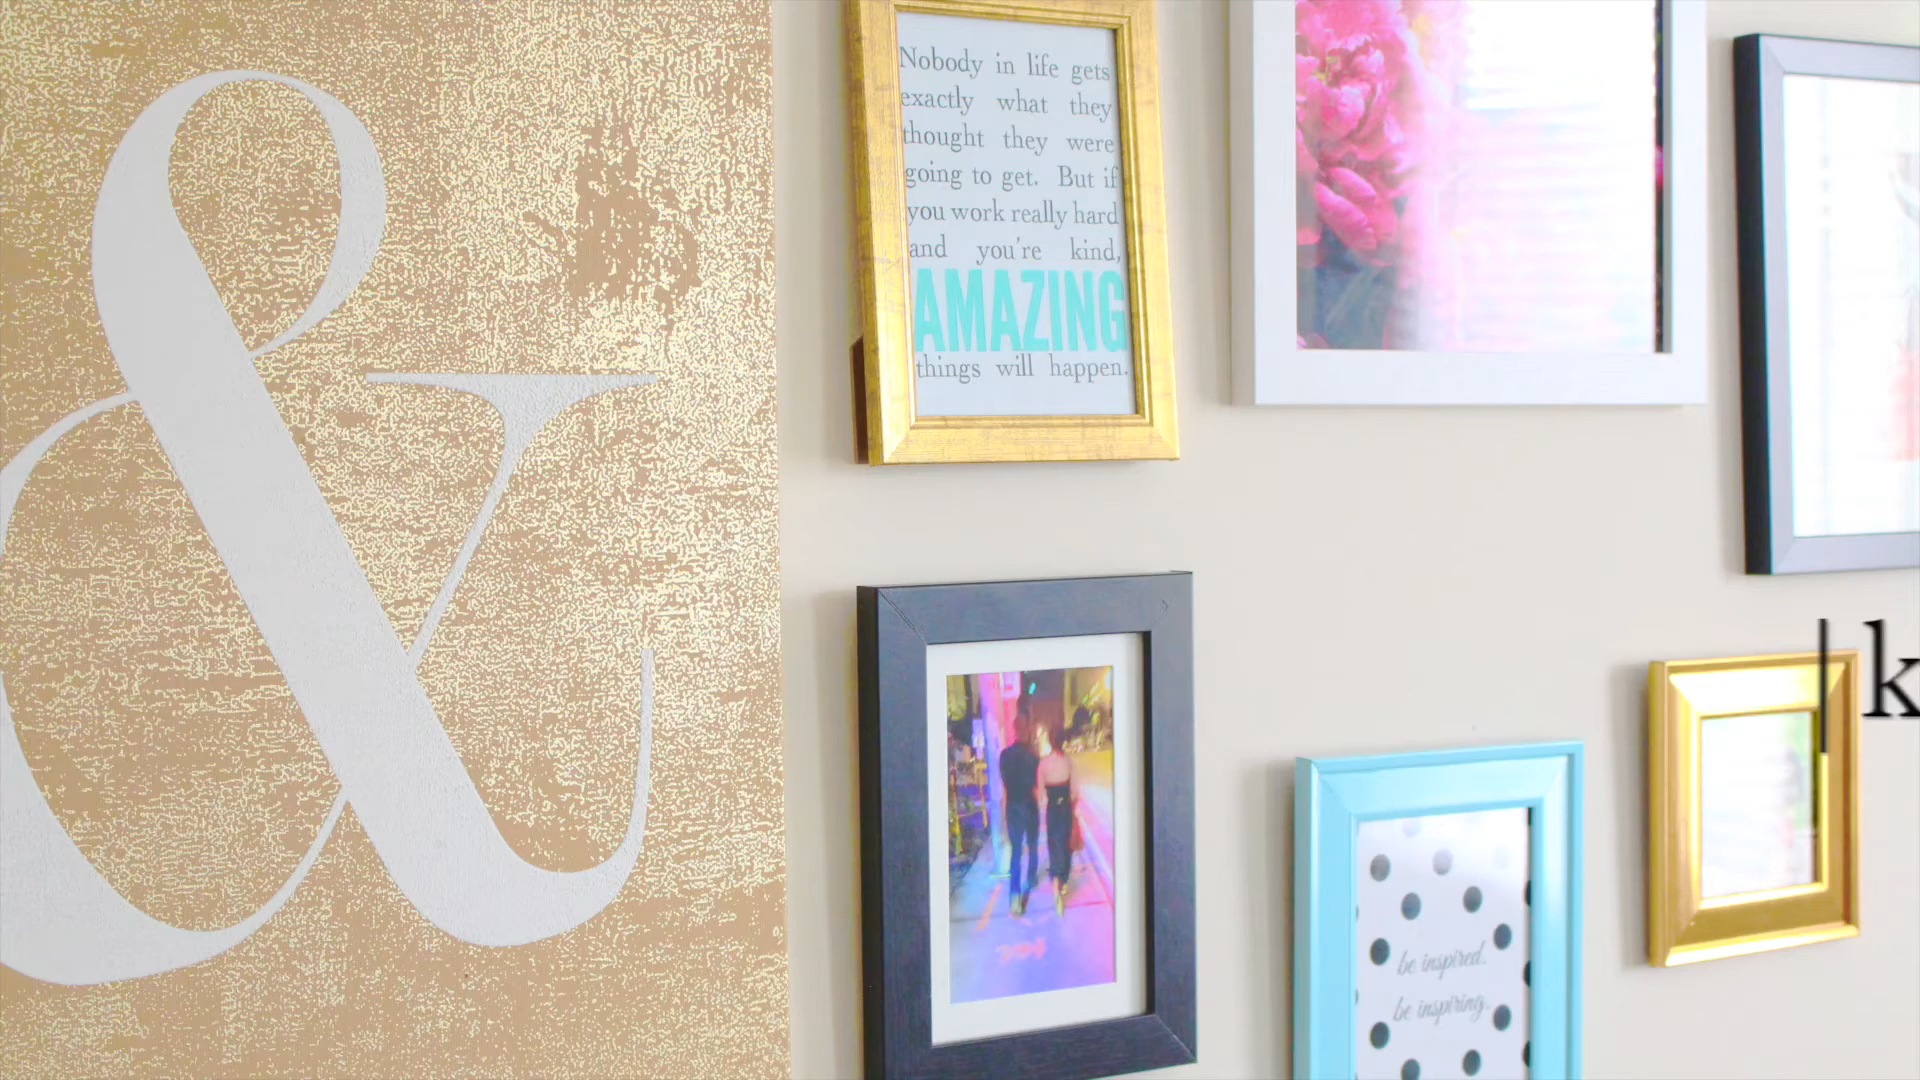 &
Nobody in life gets
exactly what they
thought they were
going to get. But if
you work really hard
and you're kind,
AMAZING
things will happen.
| k
be inspired.
be inspiring.